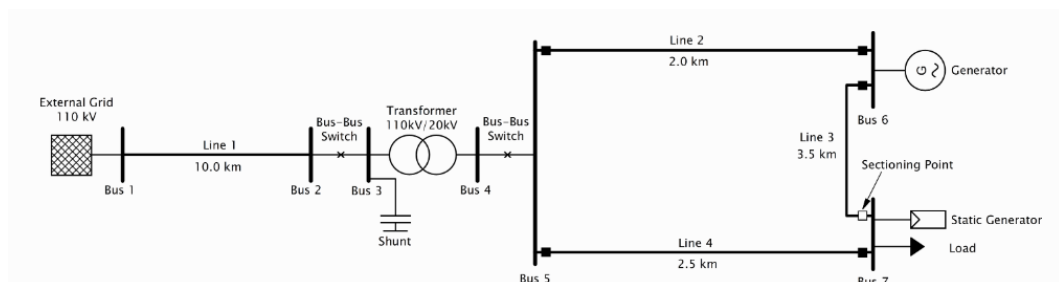 External Grid
110 kV
Bus 1
Line 1
10.0 km
Bus 2
Bus-Bus
Switch
Bus 3
Shunt
Transformer
110kV/20kV
Bus 4
Bus-Bus
Switch
Bus 5
Line 2
2.0 km
G
Generator
Bus 6
Line 3
3.5 km
Sectioning Point
Static Generator
Load
Line 4
2.5 km
Bus 7